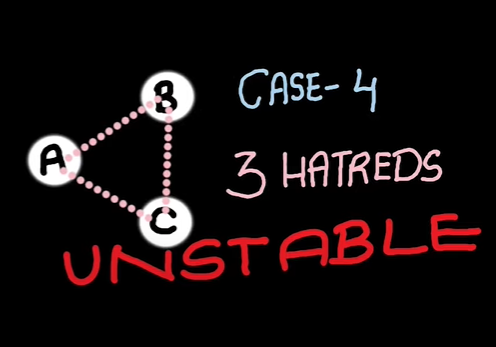 B
CASE-4
A
3 HATREDS
C
UNSTABLE